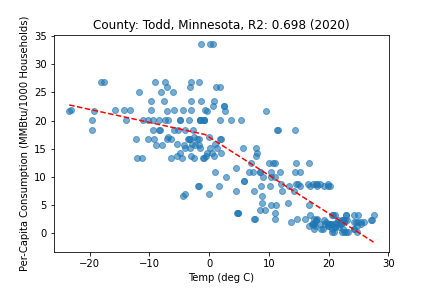 County: Todd, Minnesota, R2: 0.698 (2020)
Per-Capita Consumption (MMBtu/1000 Households)
35
30
25
20
15
10
5
0
−20 −10 0 10 20 30
Temp (deg C)